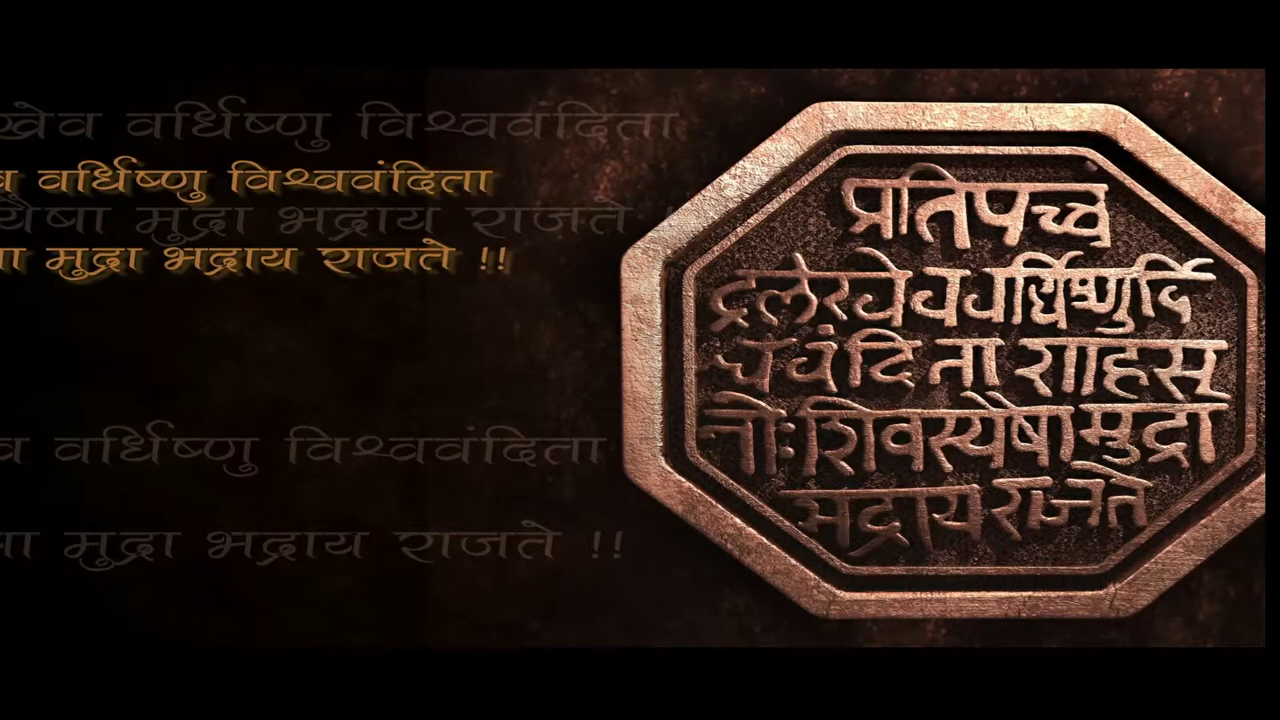 खेव वर्धिष्णु विश्ववंदिता
व वर्धिष्णु विश्ववंदिता
येषा मुद्रा भद्राय राजते !
षा मुद्रा भद्राय राजते !!
व वर्धिष्णु विश्ववंदिता
षा मुद्रा भद्राय राजते !!
प्रतिपच्चं
द्रलेखेववर्धिष्णुर्वि
श्ववंदिता शाहसू
नोः शिवस्यैषा मुद्रा
भद्राय राजते